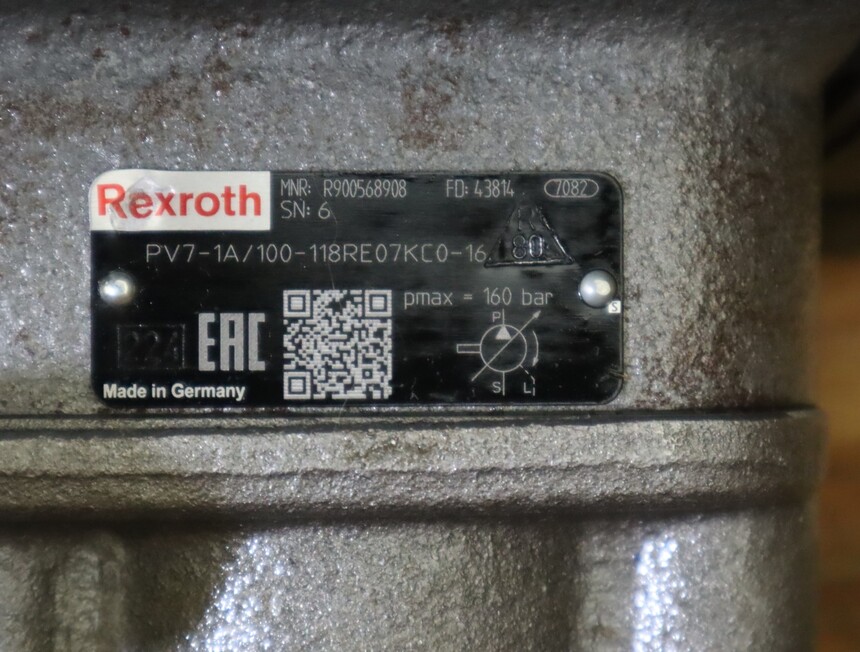 Rexroth
MNR: R900568908 FD: 43814 7082
SN: 6
PV7-1A/100-118RE07KC0-16
80
pmax = 160 bar
P
224 EAC
S L
Made in Germany
S